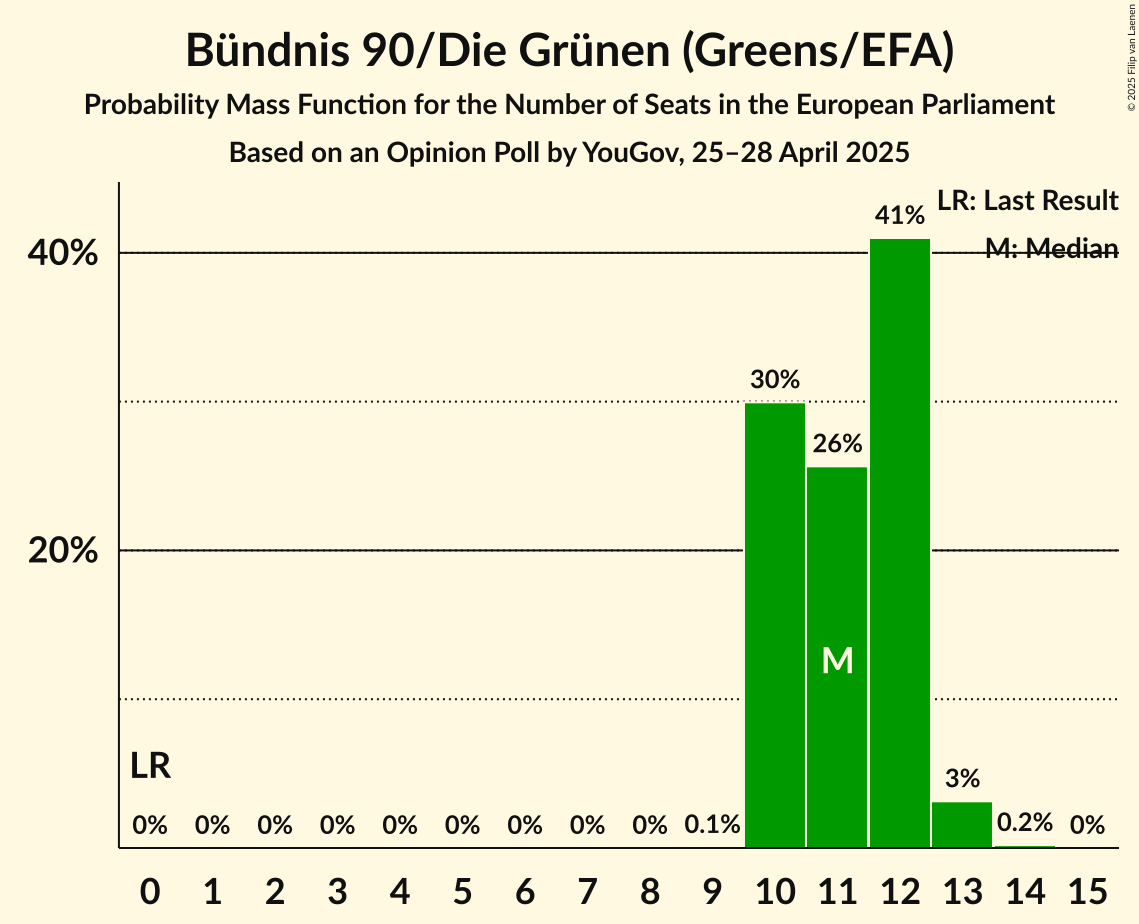 Bündnis 90/Die Grünen (Greens/EFA)
Probability Mass Function for the Number of Seats in the European Parliament
Based on an Opinion Poll by YouGov, 25–28 April 2025
© 2025 Filip van Laenen
LR: Last Result
M: Median
40%
20%
41%
30%
26%
M
LR
3%
0% 0% 0% 0% 0% 0% 0% 0% 0% 0.1% 0.2% 0%
0 1 2 3 4 5 6 7 8 9 10 11 12 13 14 15